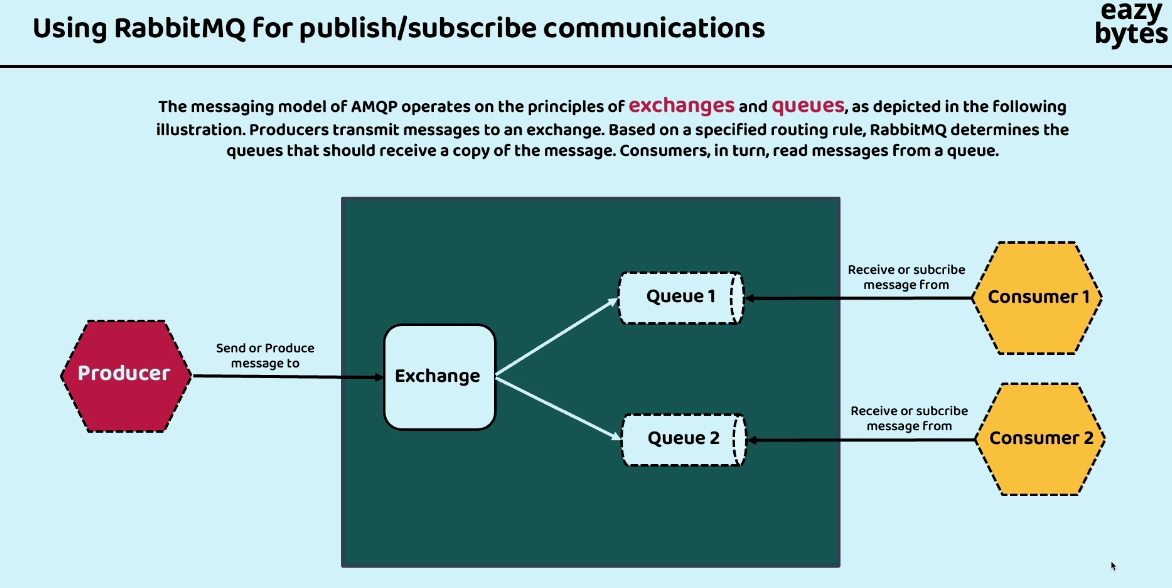 Using RabbitMQ for publish/subscribe communications
eazy
bytes
The messaging model of AMQP operates on the principles of exchanges and queues, as depicted in the following
illustration. Producers transmit messages to an exchange. Based on a specified routing rule, RabbitMQ determines the
queues that should receive a copy of the message. Consumers, in turn, read messages from a queue.
Producer
Send or Produce
message to
Exchange
Queue 1
Queue 2
Receive or subcribe
message from
Consumer 1
Receive or subcribe
message from
Consumer 2